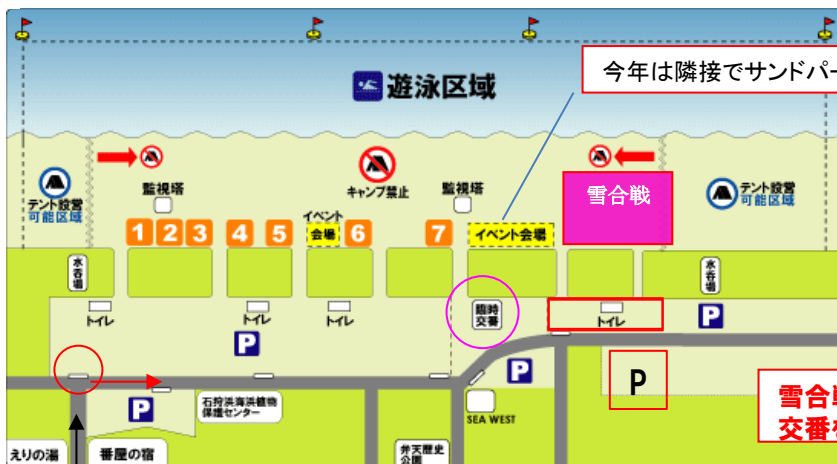 遊泳区域
今年は隣接でサンドパー
キャンプ禁止
テント設営
可能区域
監視塔
監視塔
雪合戦
テント設営
可能区域
イベント
会場
1
2
3
4
5
6
7
イベント会場
水呑場
水呑場
臨時
交番
トイレ
トイレ
トイレ
トイレ
P
P
P
P
P
石狩浜海浜植物
保護センター
SEA WEST
雪合戦
交番を
えりの湯
番屋の宿
弁天歴史
公園